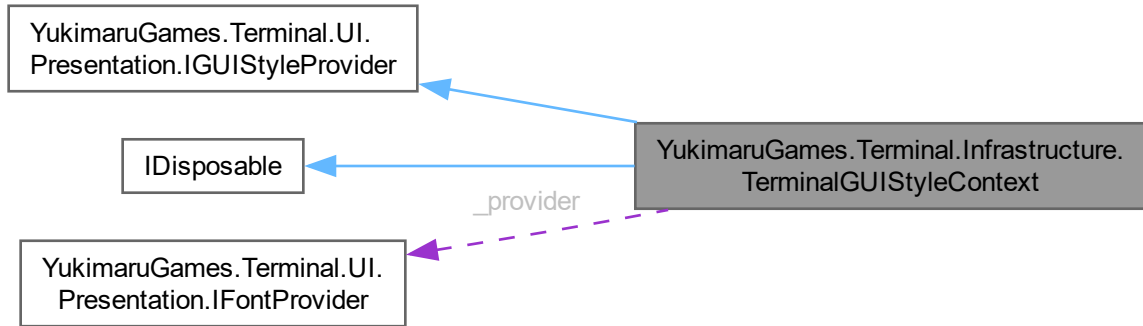 YukimaruGames.Terminal.UI.
Presentation.IGUIStyleProvider
IDisposable
YukimaruGames.Terminal.Infrastructure.
TerminalGUIStyleContext
_provider
YukimaruGames.Terminal.UI.
Presentation.IFontProvider